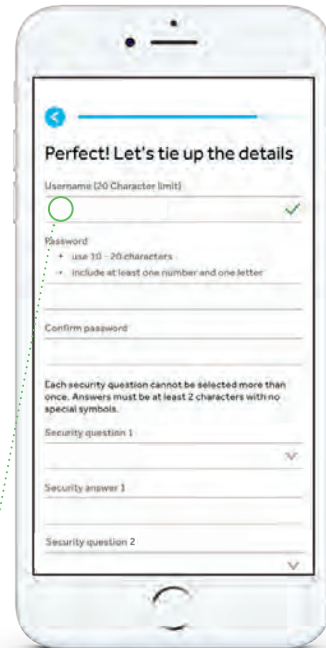 Perfect! Let's tie up the details
Username (20 Character limit)
Password
• use 10 - 20 characters
• include at least one number and one letter
Confirm password
Each security question cannot be selected more than
once. Answers must be at least 2 characters with no
special symbols.
Security question 1
Security answer 1
Security question 2